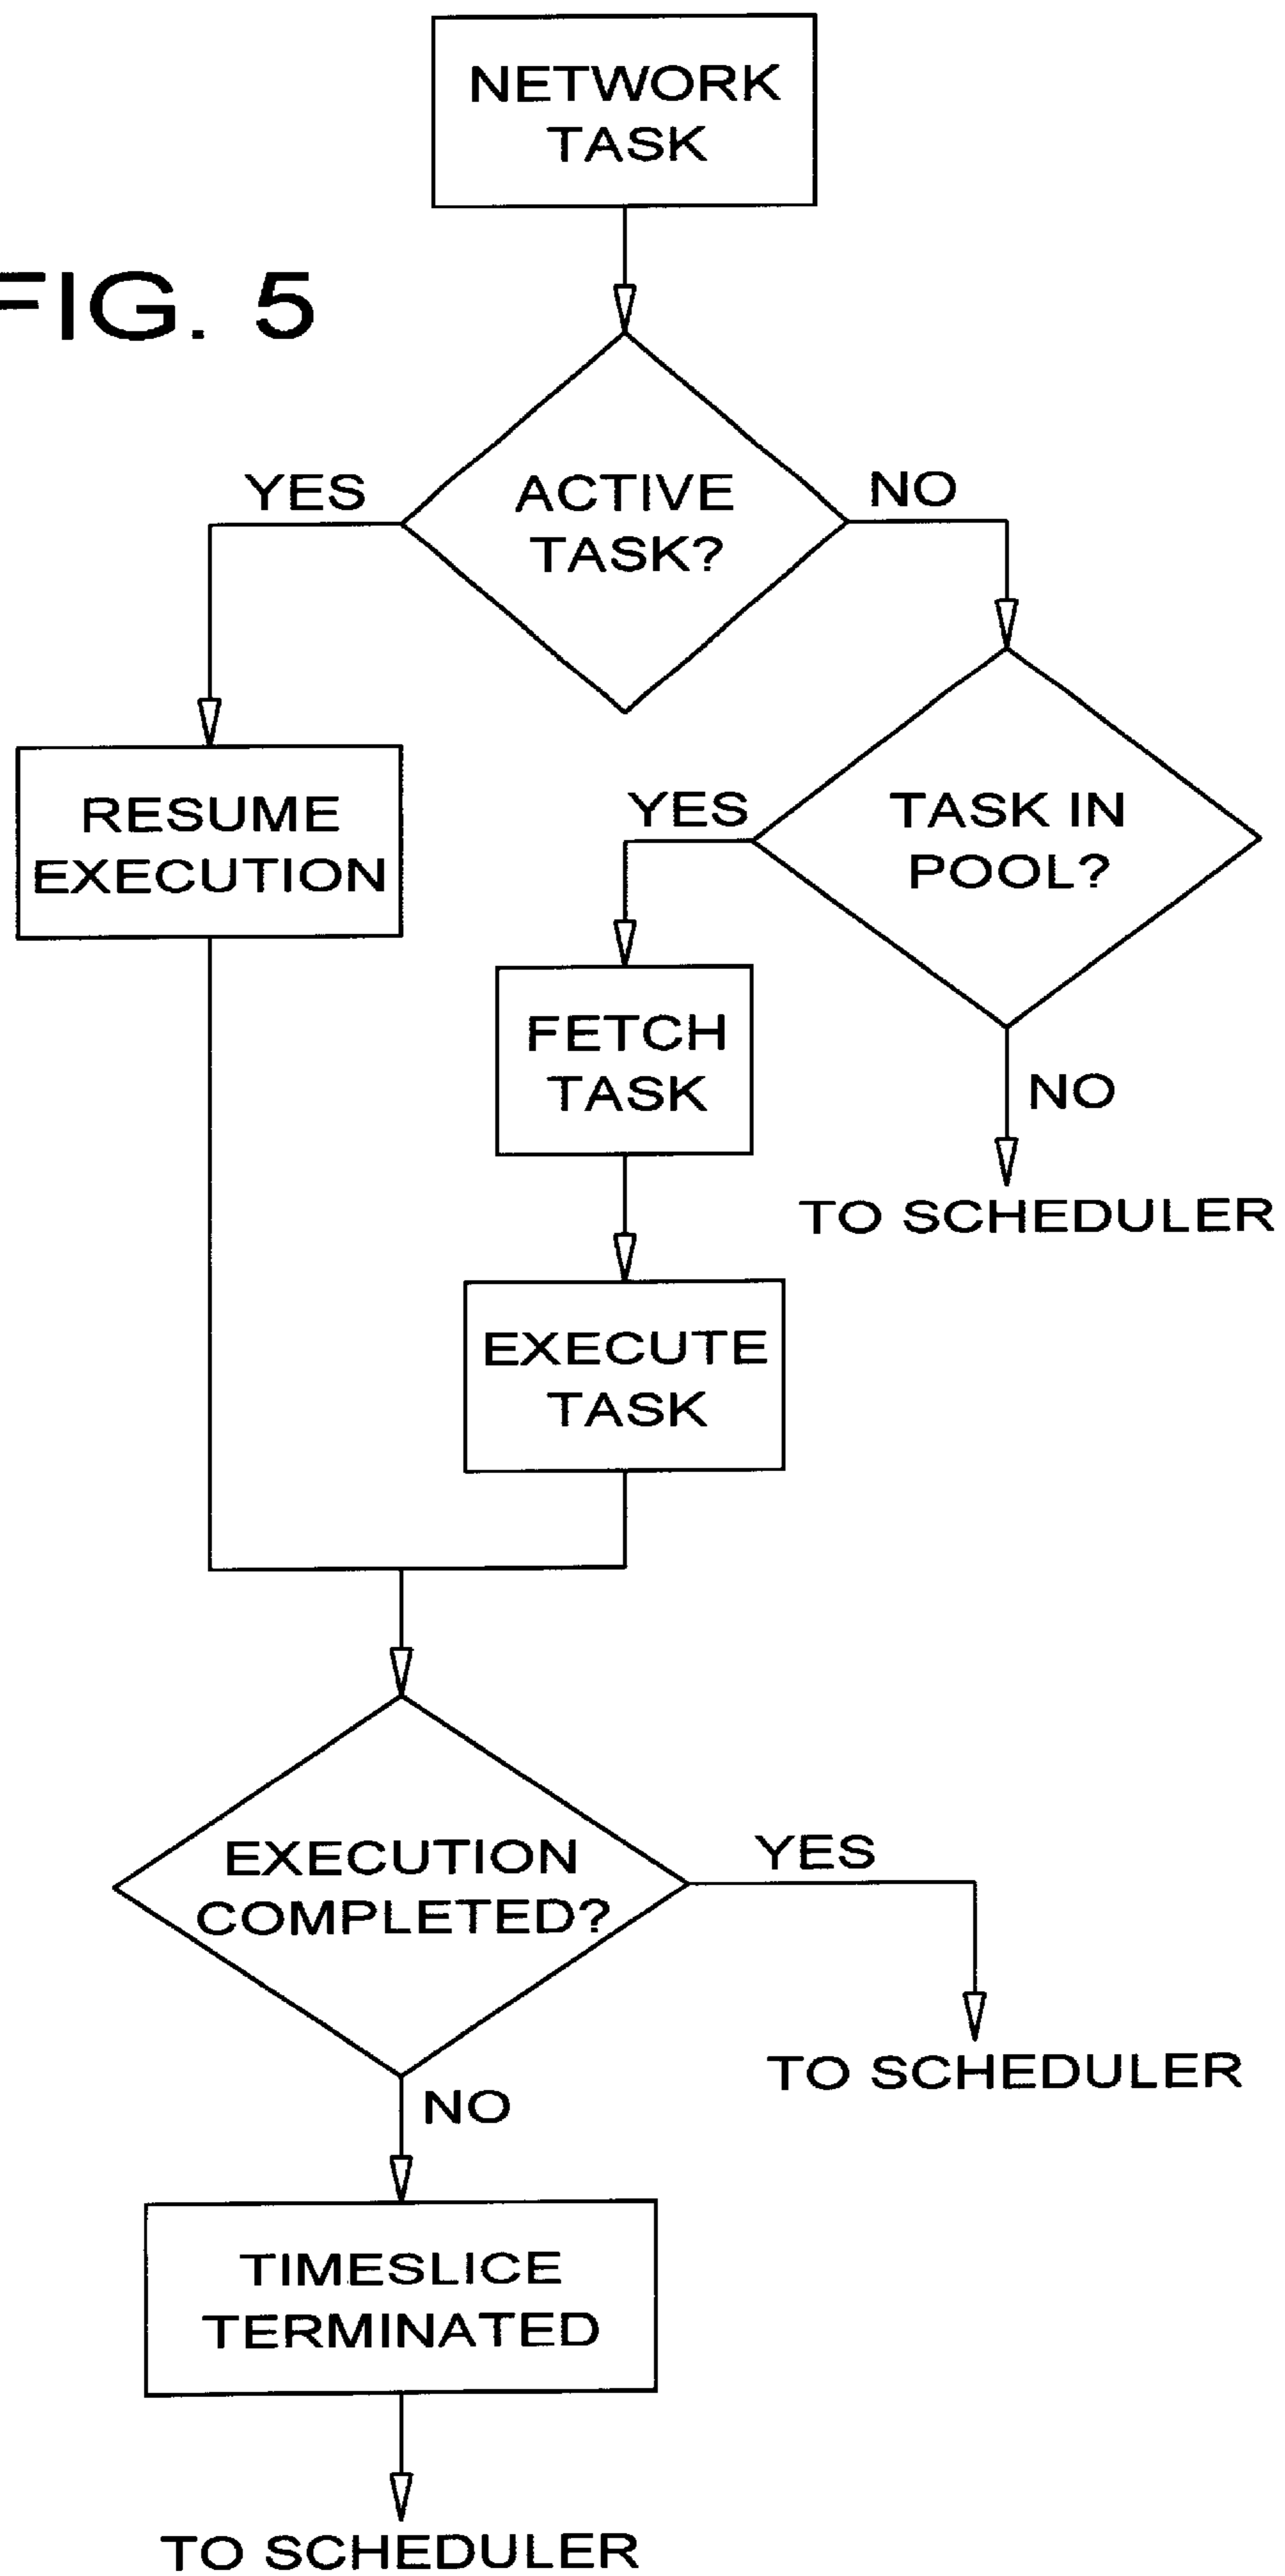 NETWORK
TASK
FIG. 5
YES
ACTIVE
TASK?
NO
RESUME
EXECUTION
YES
TASK IN
POOL?
FETCH
TASK
NO
TO SCHEDULER
EXECUTE
TASK
EXECUTION
COMPLETED?
YES
TO SCHEDULER
NO
TIMESLICE
TERMINATED
TO SCHEDULER